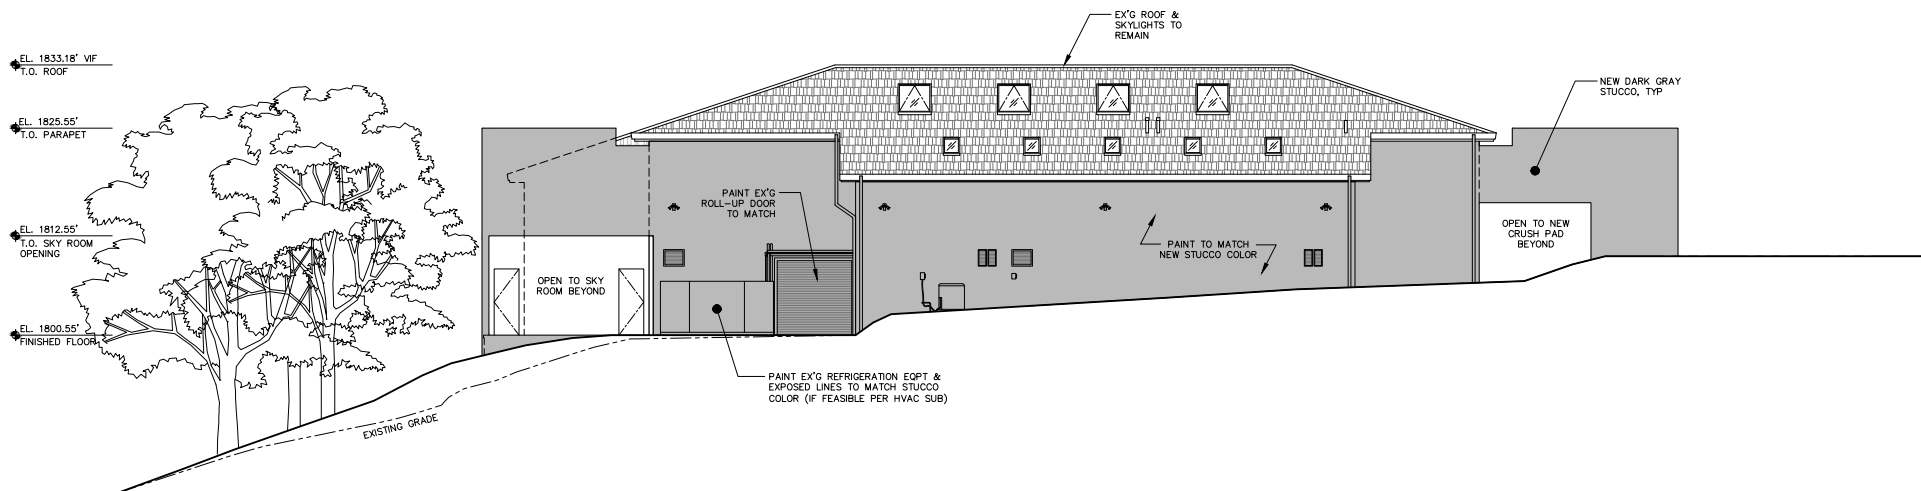 EX'G ROOF &
SKYLIGHTS TO
REMAIN
EL. 1833.18' VIF
T.O. ROOF
NEW DARK GRAY
STUCCO, TYP
EL. 1825.55'
T.O. PARAPET
PAINT EX'G
ROLL-UP DOOR
TO MATCH
EL. 1812.55'
T.O. SKY ROOM
OPENING
OPEN TO NEW
CRUSH PAD
BEYOND
PAINT TO MATCH
NEW STUCCO COLOR
OPEN TO SKY
ROOM BEYOND
EL. 1800.55'
FINISHED FLOOR
PAINT EX'G REFRIGERATION EQPT &
EXPOSED LINES TO MATCH STUCCO
COLOR (IF FEASIBLE PER HVAC SUB)
EXISTING GRADE